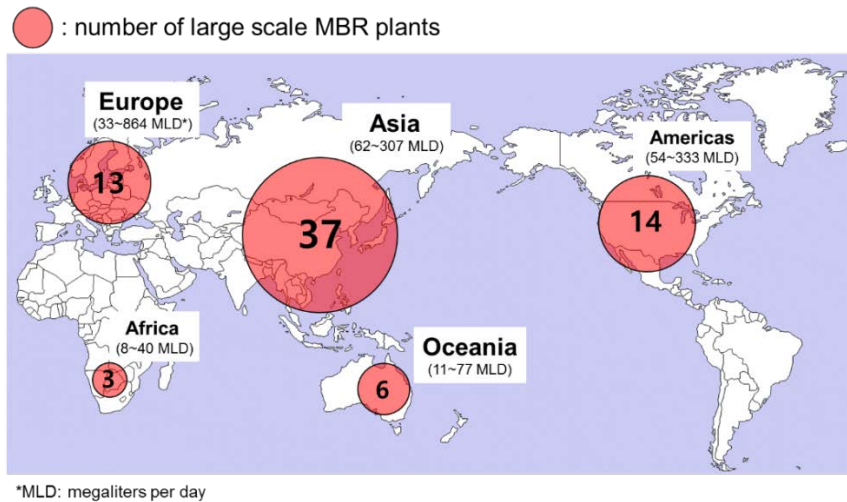 : number of large scale MBR plants
Europe
(33~864 MLD*)
13
Asia
(62~307 MLD)
37
Americas
(54~333 MLD)
14
Africa
(8~40 MLD)
3
Oceania
(11~77 MLD)
6
*MLD: megaliters per day